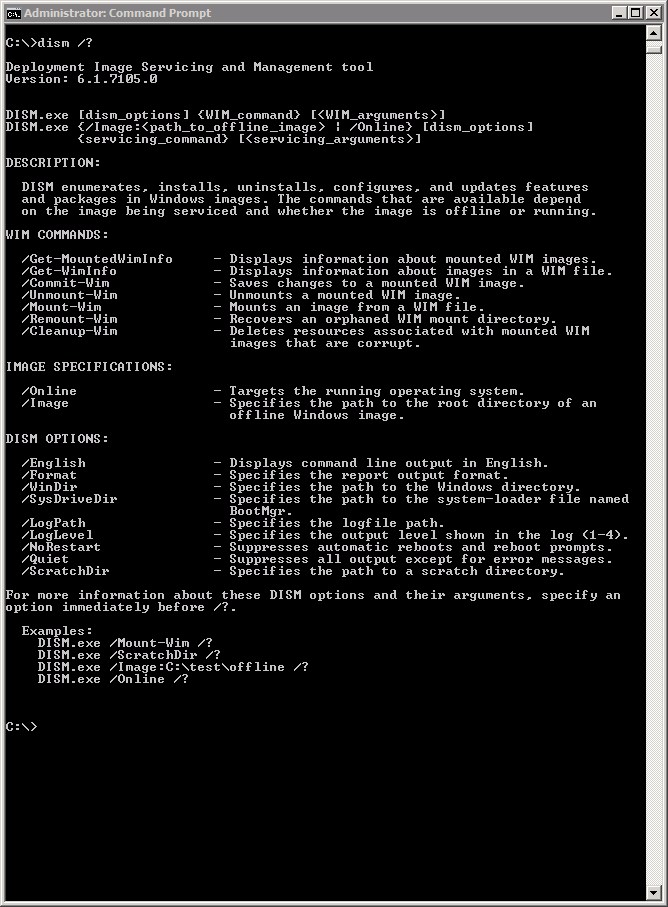 Administrator: Command Prompt
C:\>dism /?
Deployment Image Servicing and Management tool
Version: 6.1.7105.0
DISM.exe [dism_options] {WIM_command} [<WIM_arguments>]
DISM.exe {/Image:<path_to_offline_image> | /Online} [dism_options]
{servicing_command} [<servicing_arguments>]
DESCRIPTION:
DISM enumerates, installs, uninstalls, configures, and updates features
and packages in Windows images. The commands that are available depend
on the image being serviced and whether the image is offline or running.
WIM COMMANDS:
/Get-MountedWimInfo - Displays information about mounted WIM images.
/Get-WimInfo - Displays information about images in a WIM file.
/Commit-Wim - Saves changes to a mounted WIM image.
/Unmount-Wim - Unmounts a mounted WIM image.
/Mount-Wim - Mounts an image from a WIM file.
/Remount-Wim - Recovers an orphaned WIM mount directory.
/Cleanup-Wim - Deletes resources associated with mounted WIM
images that are corrupt.
IMAGE SPECIFICATIONS:
/Online - Targets the running operating system.
/Image - Specifies the path to the root directory of an
offline Windows image.
DISM OPTIONS:
/English - Displays command line output in English.
/Format - Specifies the report output format.
/WinDir - Specifies the path to the Windows directory.
/SysDriveDir - Specifies the path to the system-loader file named
BootMgr.
/LogPath - Specifies the logfile path.
/LogLevel - Specifies the output level shown in the log (1-4).
/NoRestart - Suppresses automatic reboots and reboot prompts.
/Quiet - Suppresses all output except for error messages.
/ScratchDir - Specifies the path to a scratch directory.
For more information about these DISM options and their arguments, specify an
option immediately before /?.
Examples:
DISM.exe /Mount-Wim /?
DISM.exe /ScratchDir /?
DISM.exe /Image:C:\test\offline /?
DISM.exe /Online /?
C:\>